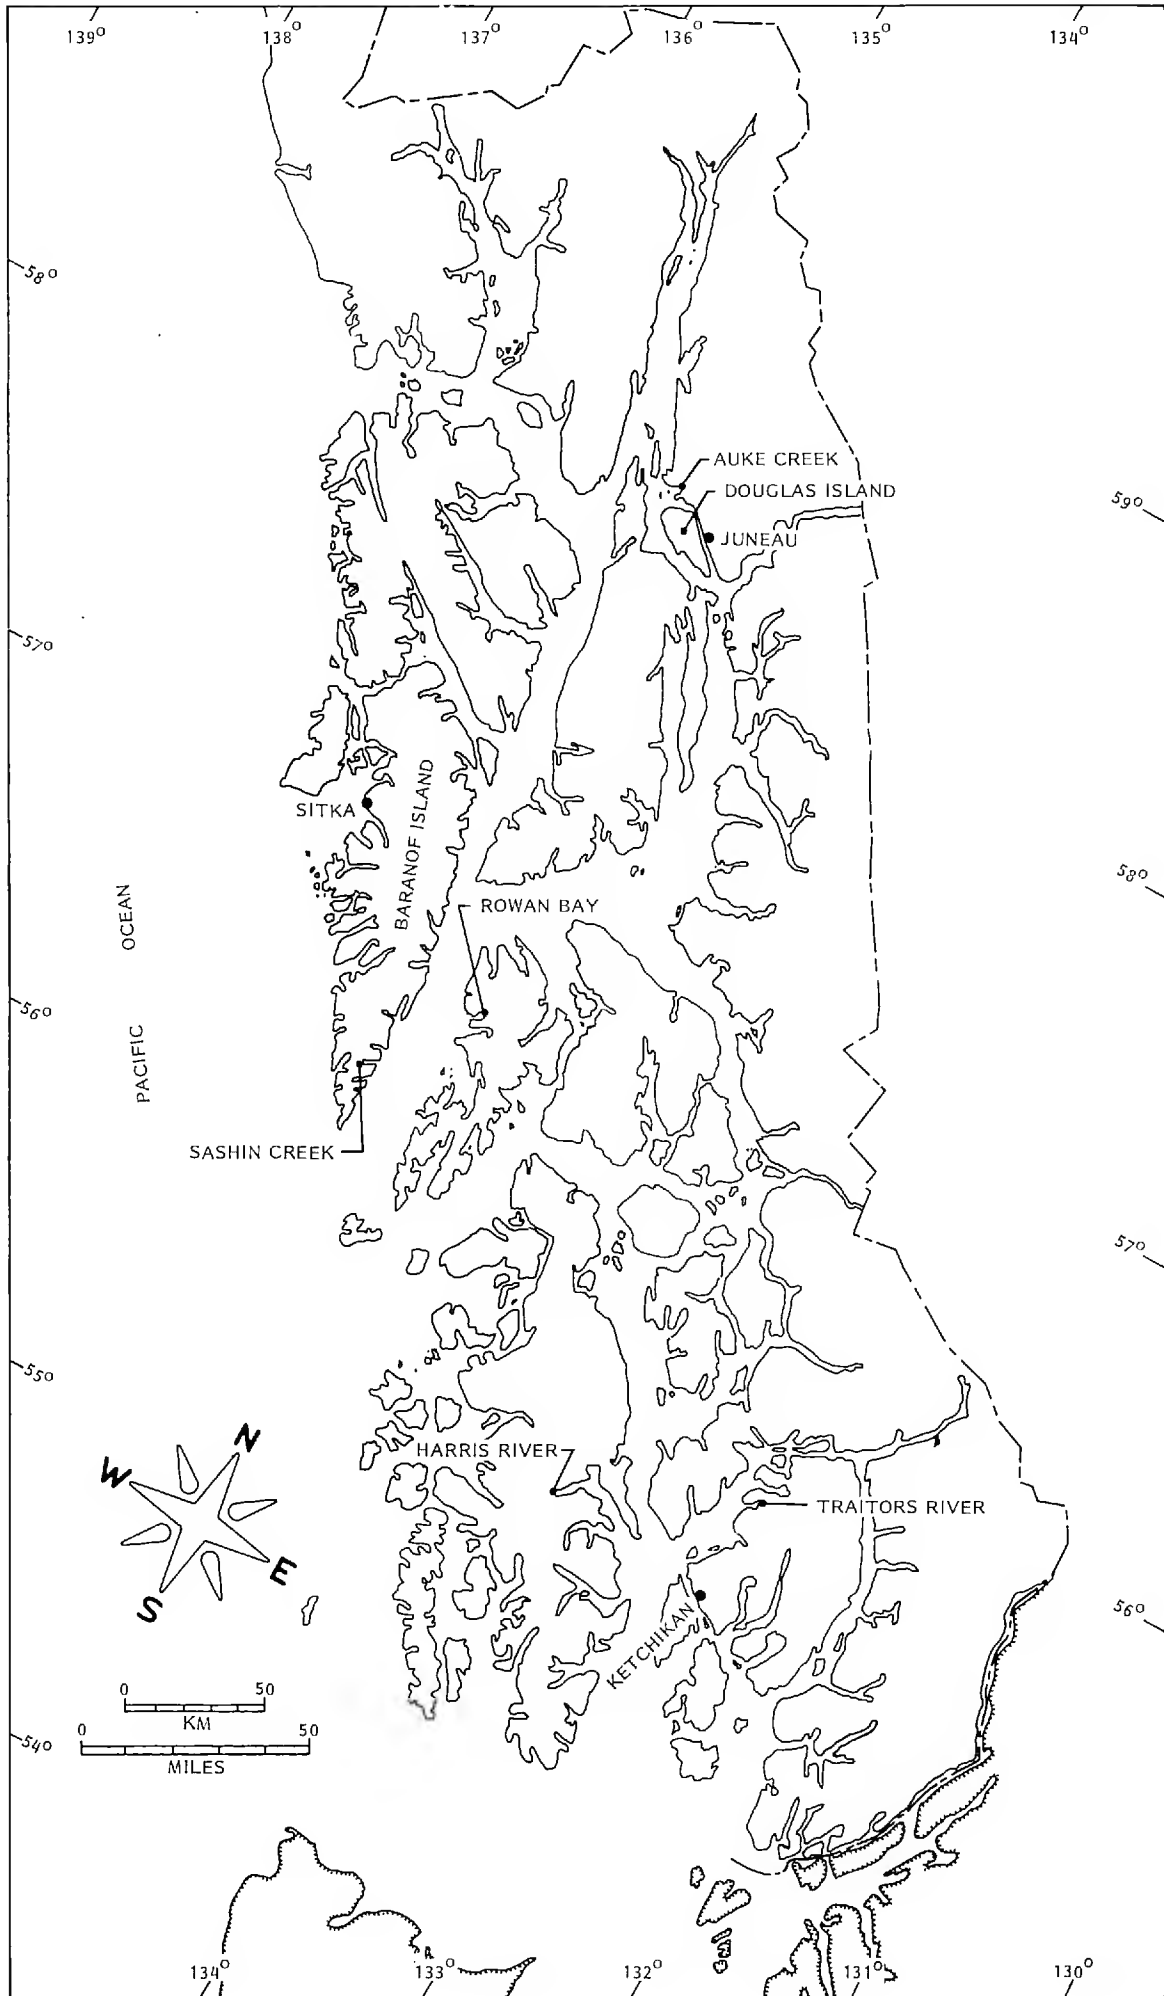 139° 138° 137° 136° 135° 134°
58°
AUKE CREEK
DOUGLAS ISLAND
59°
JUNEAU
57°
SITKA
BARANOF ISLAND
58°
ROWAN BAY
PACIFIC OCEAN
56°
SASHIN CREEK
57°
55°
HARRIS RIVER
N
W
E
S
TRAITORS RIVER
KETCHIKAN
56°
0 50
KM
0 50
MILES
54°
134° 133° 132° 131° 130°